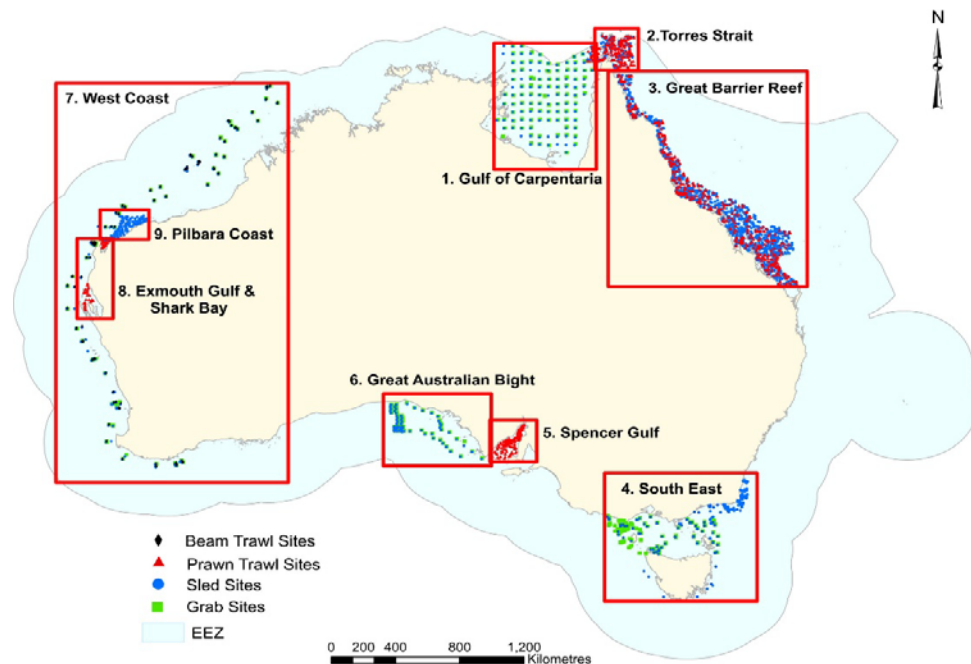 N
2.Torres Strait
7. West Coast
3. Great Barrier Reef
1. Gulf of Carpentaria
9. Pilbara Coast
8. Exmouth Gulf &
Shark Bay
6. Great Australian Bight
5. Spencer Gulf
4. South East
Beam Trawl Sites
Prawn Trawl Sites
Sled Sites
Grab Sites
EEZ
0 200 400 800 1,200
Kilometres